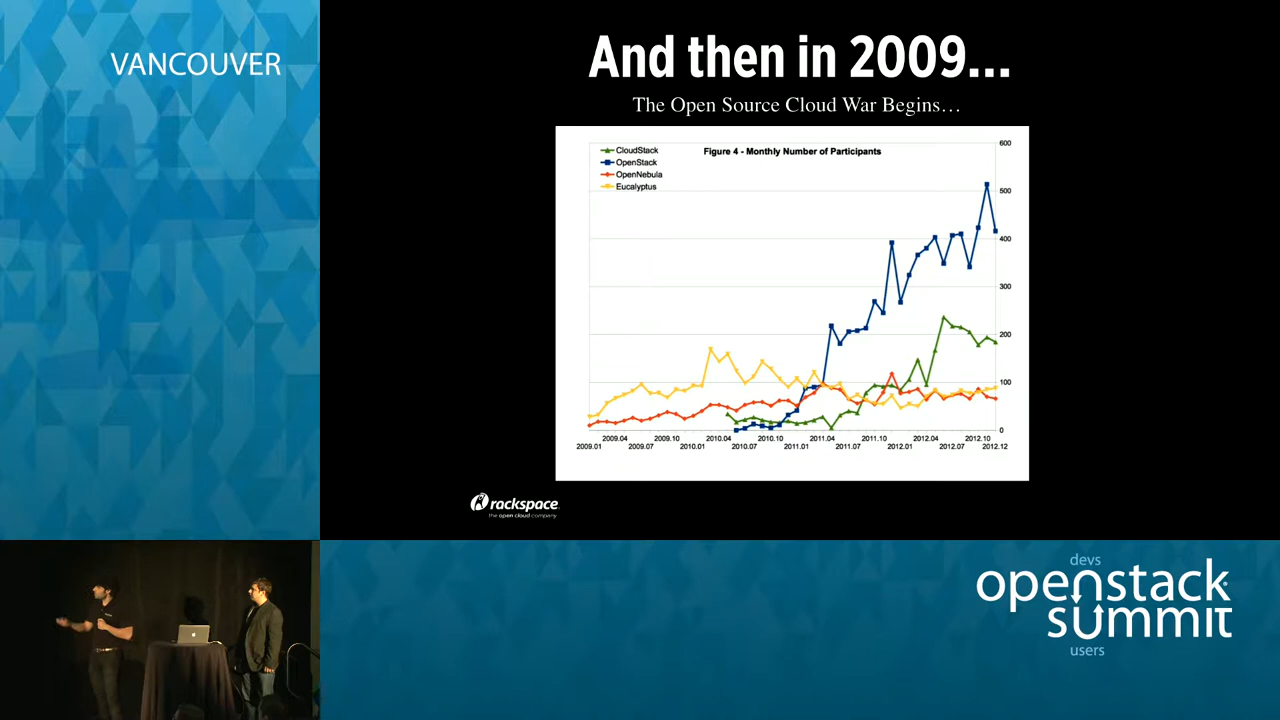 VANCOUVER
And then in 2009...
The Open Source Cloud War Begins…
Figure 4 - Monthly Number of Participants
CloudStack
OpenStack
OpenNebula
Eucalyptus
600
500
400
300
200
100
0
2009.01
2009.04
2009.07
2009.10
2010.01
2010.04
2010.07
2010.10
2011.01
2011.04
2011.07
2011.10
2012.01
2012.04
2012.07
2012.10
2012.12
rackspace
the open cloud company
devs
openstack
summit
users